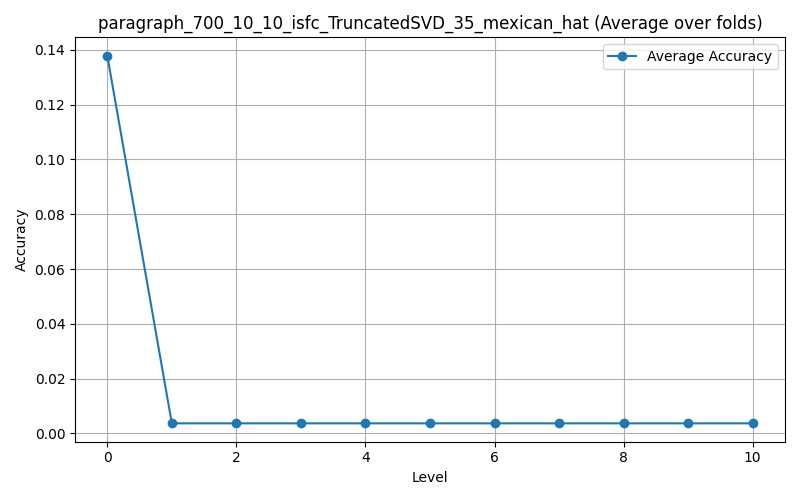 paragraph_700_10_10_isfc_TruncatedSVD_35_mexican_hat (Average over folds)
Average Accuracy
0.14
0.12
0.10
0.08
0.06
0.04
0.02
0.00
Accuracy
0 2 4 6 8 10
Level